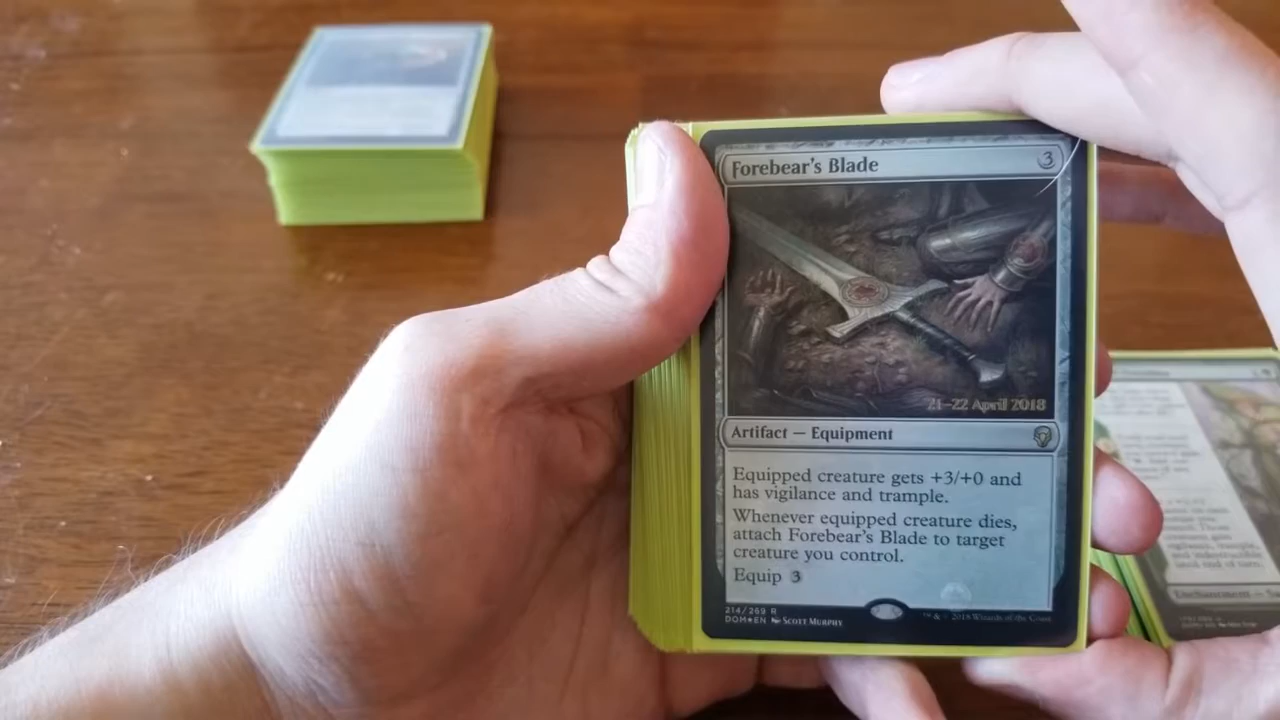 Forebear's Blade 3
21–22 April 2018
Artifact — Equipment
Equipped creature gets +3/+0 and
has vigilance and trample.
Whenever equipped creature dies,
attach Forebear's Blade to target
creature you control.
Equip 3
214/269 R
DOM★EN SCOTT MURPHY
™ & © 2018 Wizards of the Coast
Enchantment — Sa